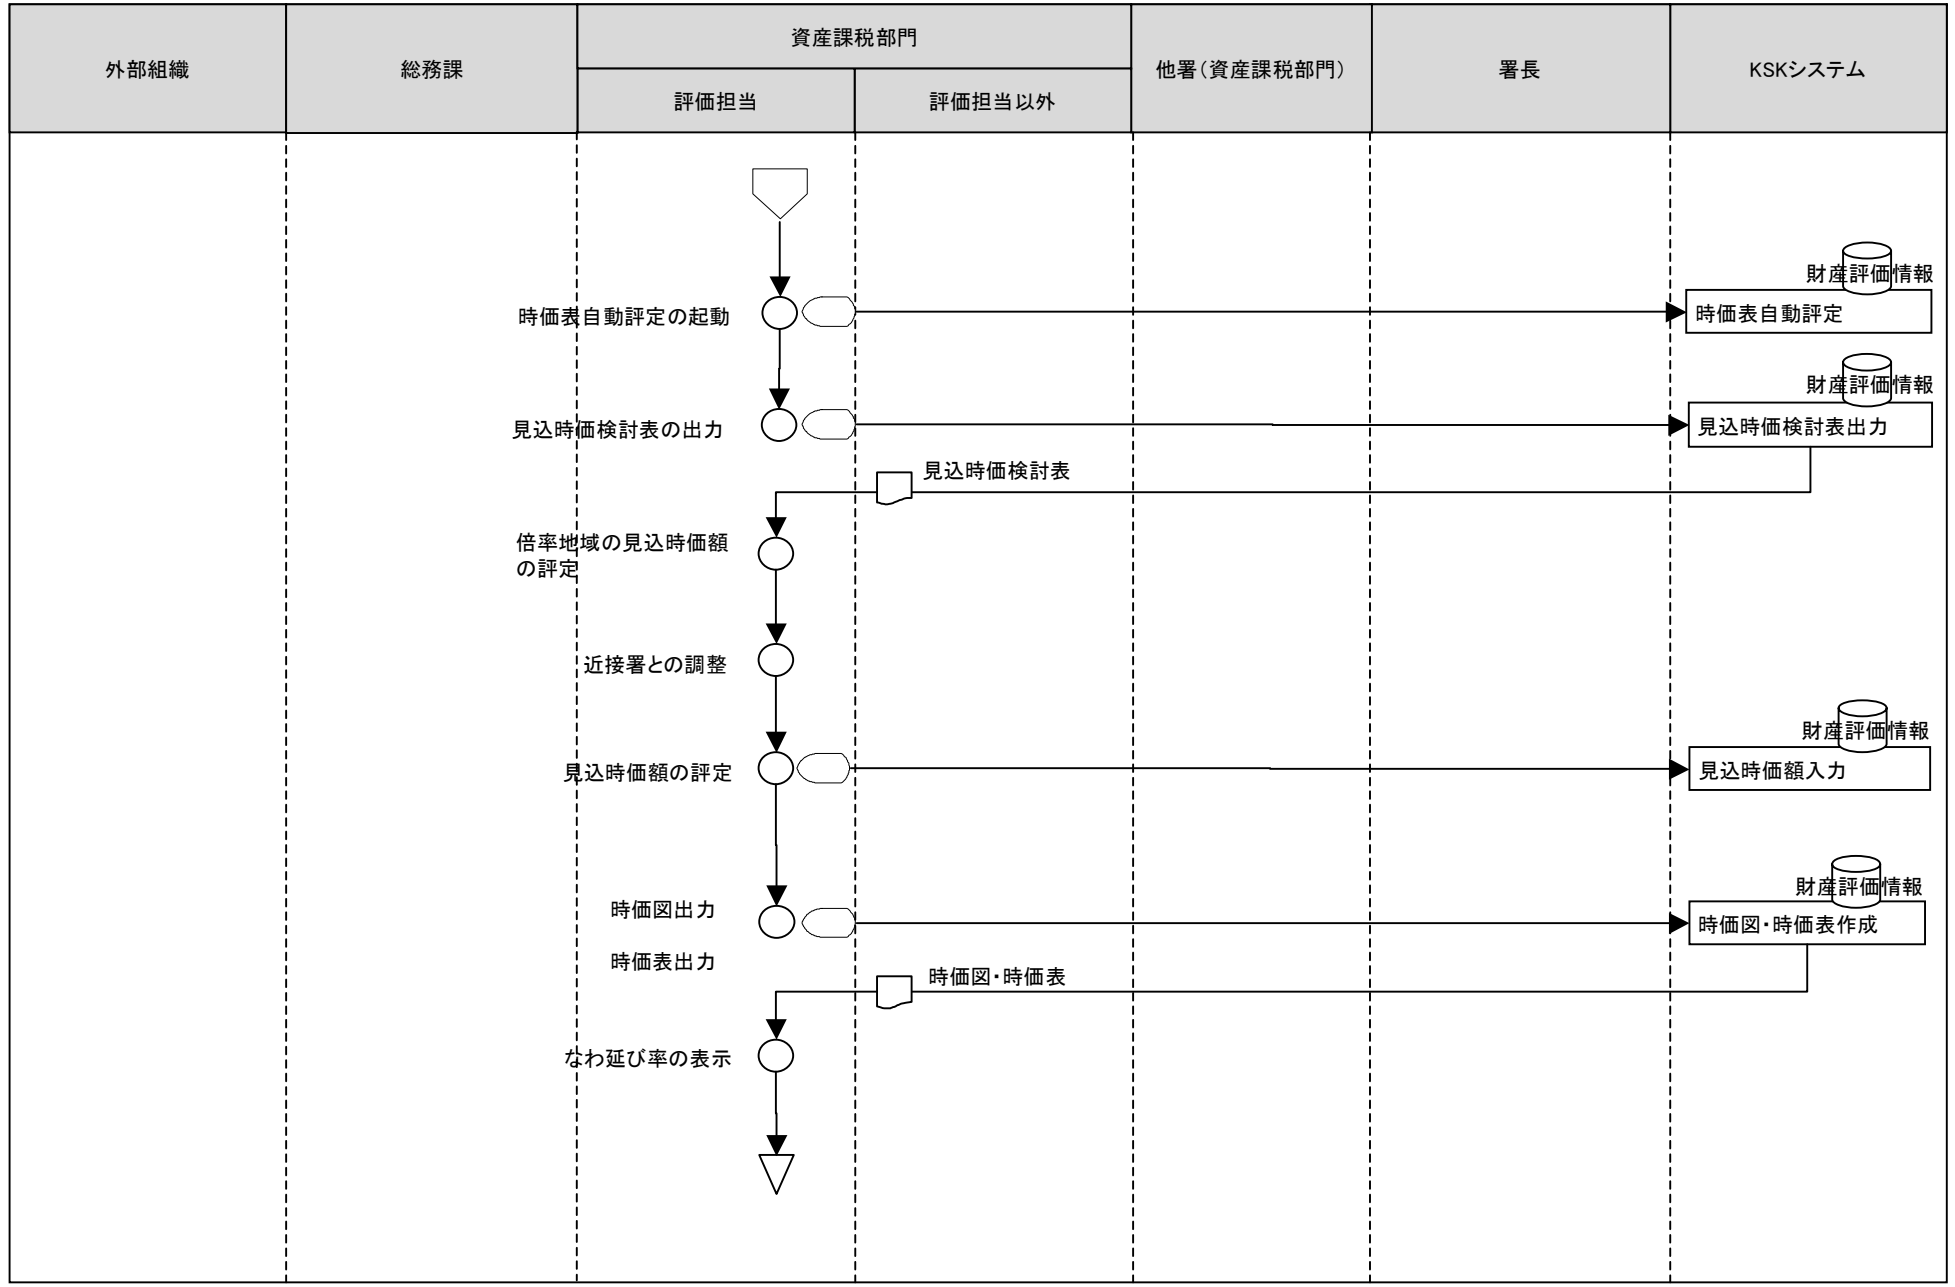 外部組織
総務課
資産課税部門
評価担当
評価担当以外
他署（資産課税部門）
署長
KSKシステム
財産評価情報
時価表自動評定の起動
時価表自動評定
財産評価情報
見込時価検討表の出力
見込時価検討表出力
見込時価検討表
倍率地域の見込時価額
の評定
近接署との調整
財産評価情報
見込時価額の評定
見込時価額入力
財産評価情報
時価図出力
時価図・時価表作成
時価表出力
時価図・時価表
なわ延び率の表示